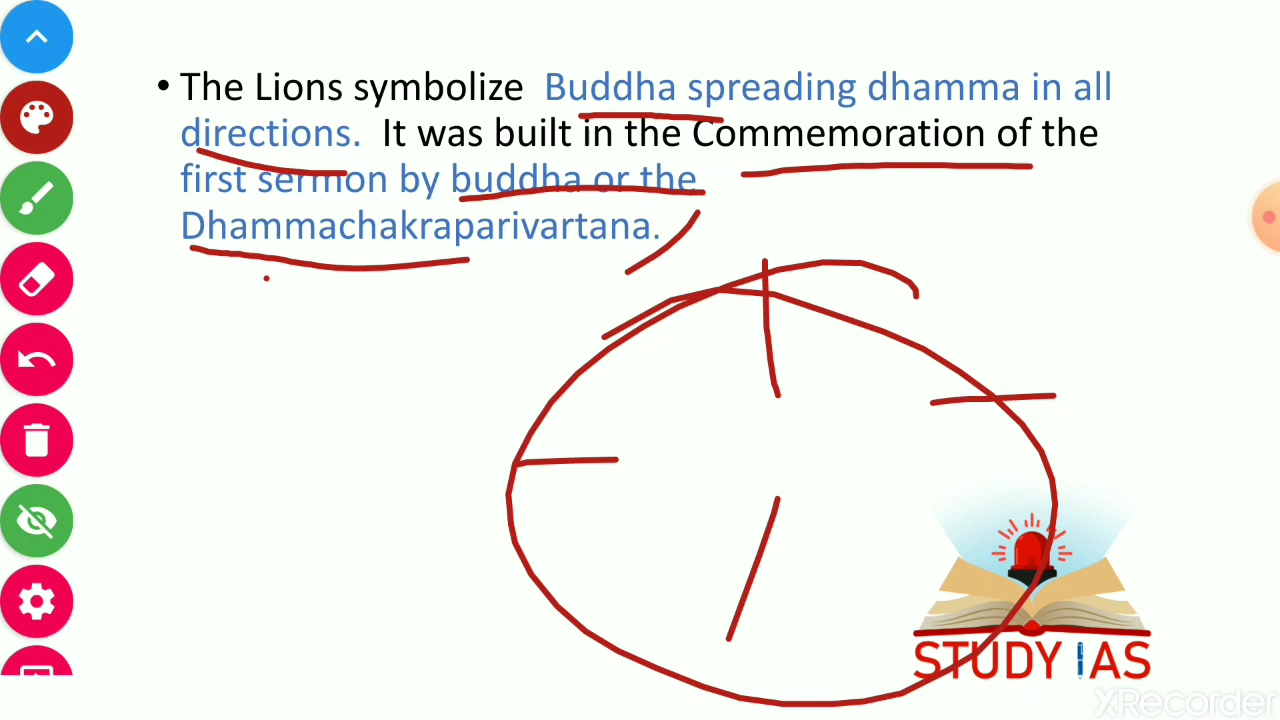 • The Lions symbolize Buddha spreading dhamma in all
directions. It was built in the Commemoration of the
first sermon by buddha or the
Dhammachakraparivartana.
STUDY IAS
XRecorder